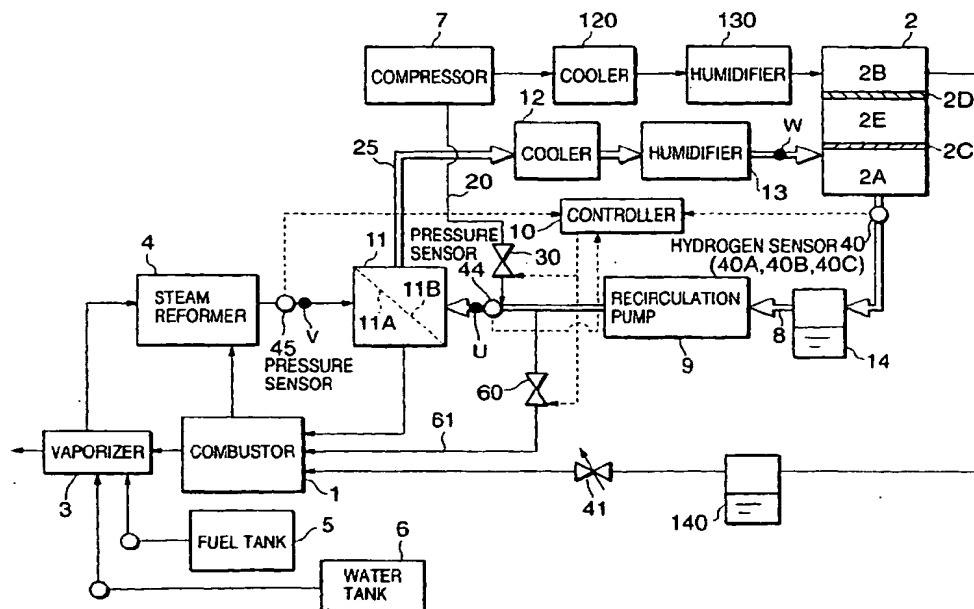 7
120
130
2
COMPRESSOR
COOLER
HUMIDIFIER
2B
2D
2E
2C
2A
12
W
25
COOLER
HUMIDIFIER
13
20
CONTROLLER
10
4
11
PRESSURE
SENSOR
44
30
HYDROGEN SENSOR 40
(40A,40B,40C)
STEAM
REFORMER
11B
11A
45
V
U
PRESSURE
SENSOR
RECIRCULATION
PUMP
9
8
14
60
61
VAPORIZER
3
COMBUSTOR
1
41
140
FUEL TANK
5
6
WATER
TANK